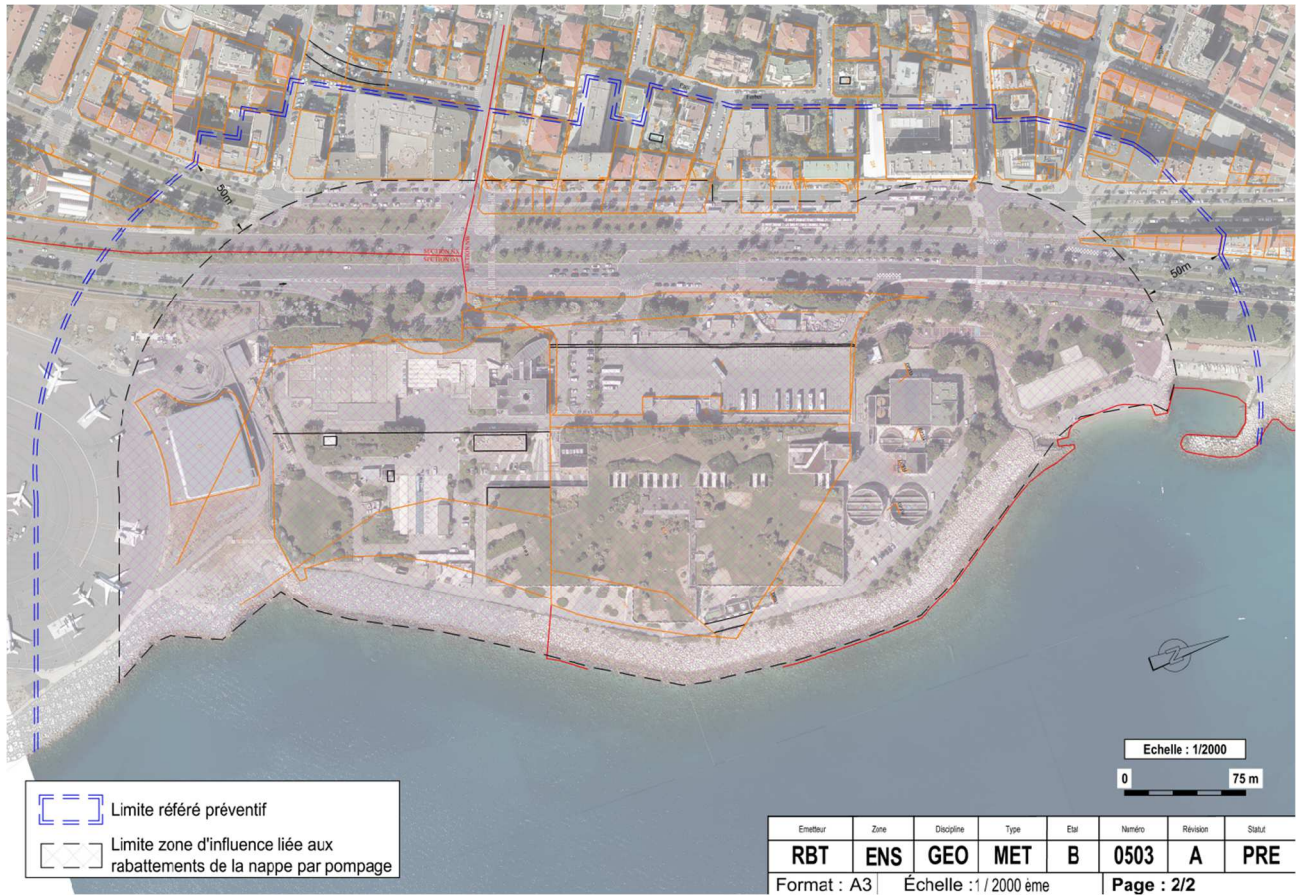 50m
50m
Limite référé préventif
Limite zone d'influence liée aux
rabattements de la nappe par pompage
Echelle : 1/2000
0 75 m
Emetteur Zone Discipline Type Etat Numéro Révision Statut
RBT ENS GEO MET B 0503 A PRE
Format : A3 Échelle :1 / 2000 ème Page : 2/2